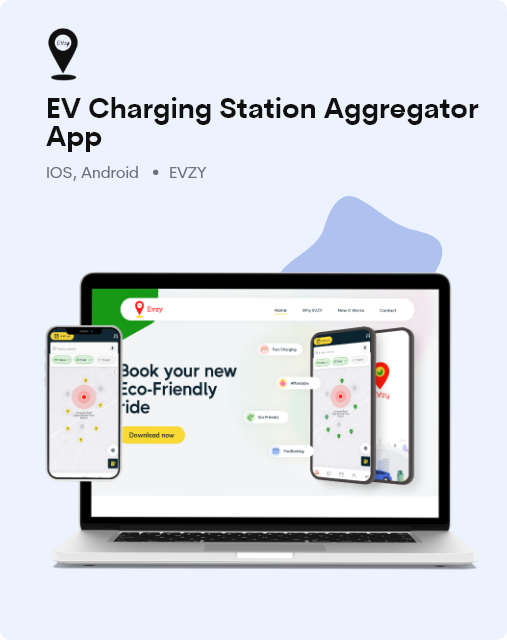 EVzy
EV Charging Station Aggregator
App
IOS, Android • EVZY
Evzy
Home Why EVZY How It Works Contact
Book your new
Eco-Friendly
ride
Download now
Fast Charging
Affordable
Eco Friendly
Pre Booking